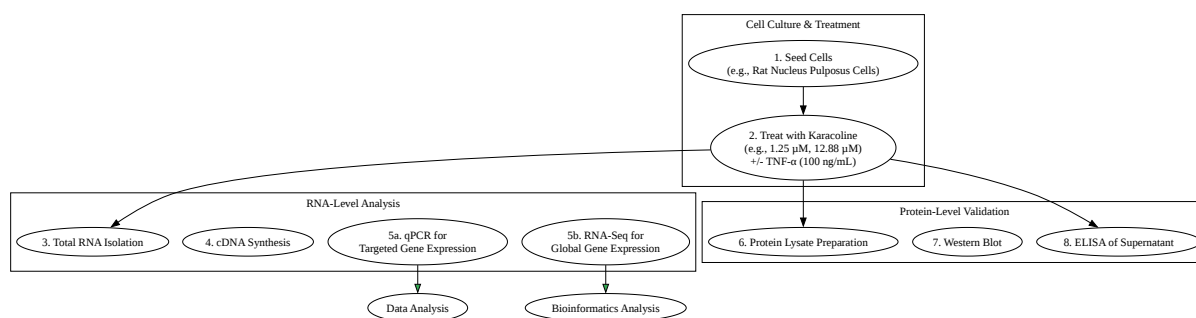 Cell Culture & Treatment
1. Seed Cells
(e.g., Rat Nucleus Pulposus Cells)
2. Treat with Karacoline
(e.g., 1.25 µM, 12.88 µM)
+/- TNF-α (100 ng/mL)
RNA-Level Analysis
3. Total RNA Isolation
4. cDNA Synthesis
5a. qPCR for
Targeted Gene Expression
5b. RNA-Seq for
Global Gene Expression
Protein-Level Validation
6. Protein Lysate Preparation
7. Western Blot
8. ELISA of Supernatant
Data Analysis
Bioinformatics Analysis